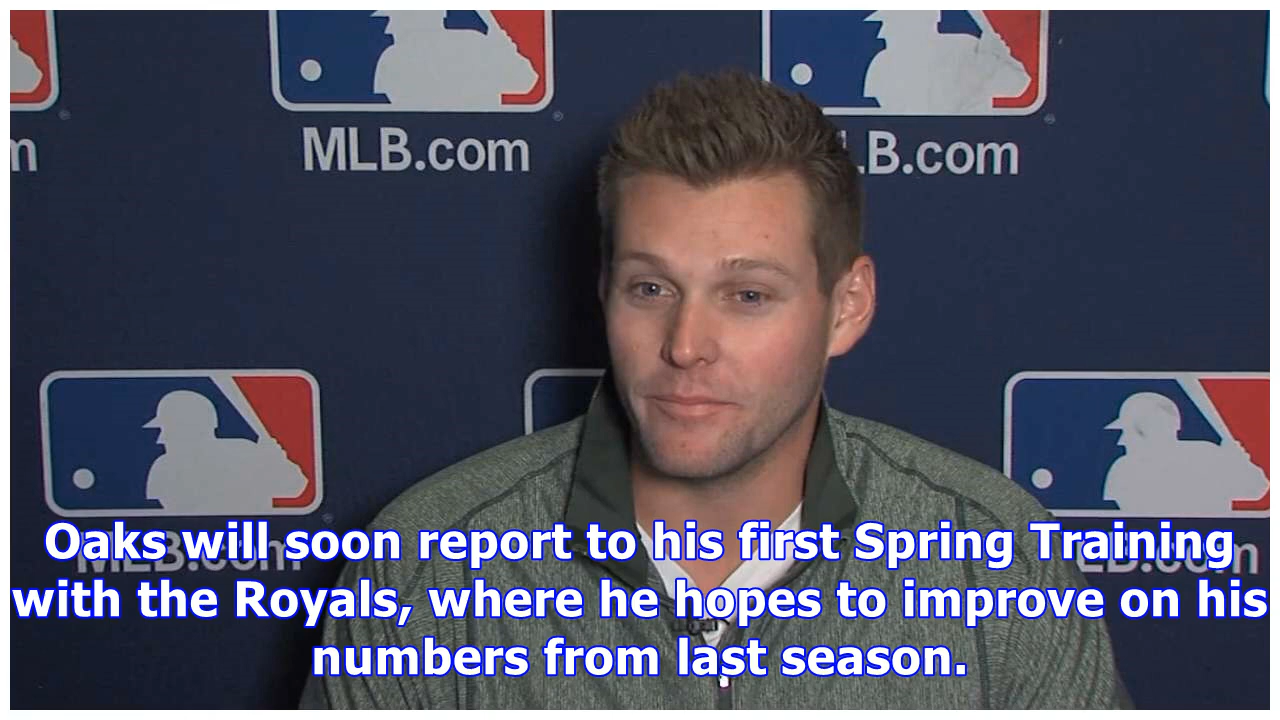 MLB.com
.B.com
Oaks will soon report to his first Spring Training
with the Royals, where he hopes to improve on his
numbers from last season.